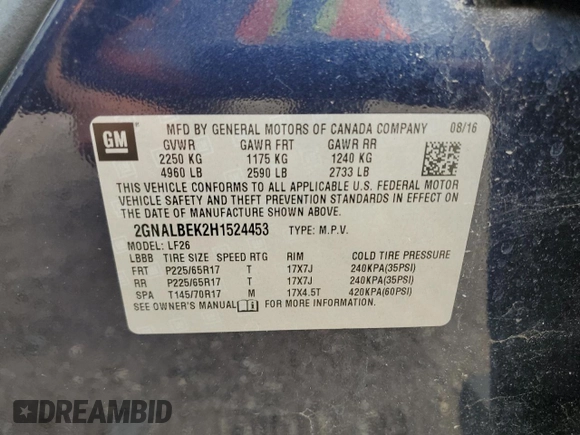 GM
MFD BY GENERAL MOTORS OF CANADA COMPANY 08/16
GVWR GAWR FRT GAWR RR
2250 KG 1175 KG 1240 KG
4960 LB 2590 LB 2733 LB
THIS VEHICLE CONFORMS TO ALL APPLICABLE U.S. FEDERAL MOTOR
VEHICLE SAFETY AND THEFT PREVENTION STANDARDS IN EFFECT ON
THE DATE OF MANUFACTURE SHOWN ABOVE.
2GNALBEK2H1524453 TYPE: M.P.V.
MODEL: LF26
LBBB TIRE SIZE SPEED RTG RIM COLD TIRE PRESSURE
FRT P225/65R17 T 17X7J 240KPA(35PSI)
RR P225/65R17 T 17X7J 240KPA(35PSI)
SPA T145/70R17 M 17X4.5T 420KPA(60PSI)
SEE OWNER'S MANUAL FOR MORE INFORMATION.
DREAMBID